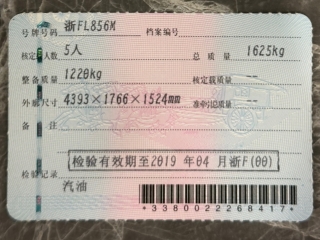 号牌号码 浙FL856M 档案编号
核定人数 5人 总质量 1625kg
整备质量 1220kg 核定载质量 --
外廓尺寸 4393×1766×1524mm 准牵引总质量 --
备注
检验有效期至2019 年04 月浙F(00)
检验记录
汽油
*3380022268417*